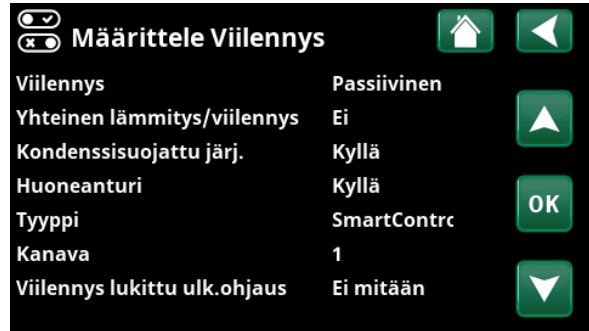 Määrittele Viilennys
Viilennys Passiivinen
Yhteinen lämmitys/viilennys Ei
Kondenssisuojattu järj. Kyllä
Huoneanturi Kyllä
OK
Tyyppi SmartContrc
Kanava 1
Viilennys lukittu ulk.ohjaus Ei mitään